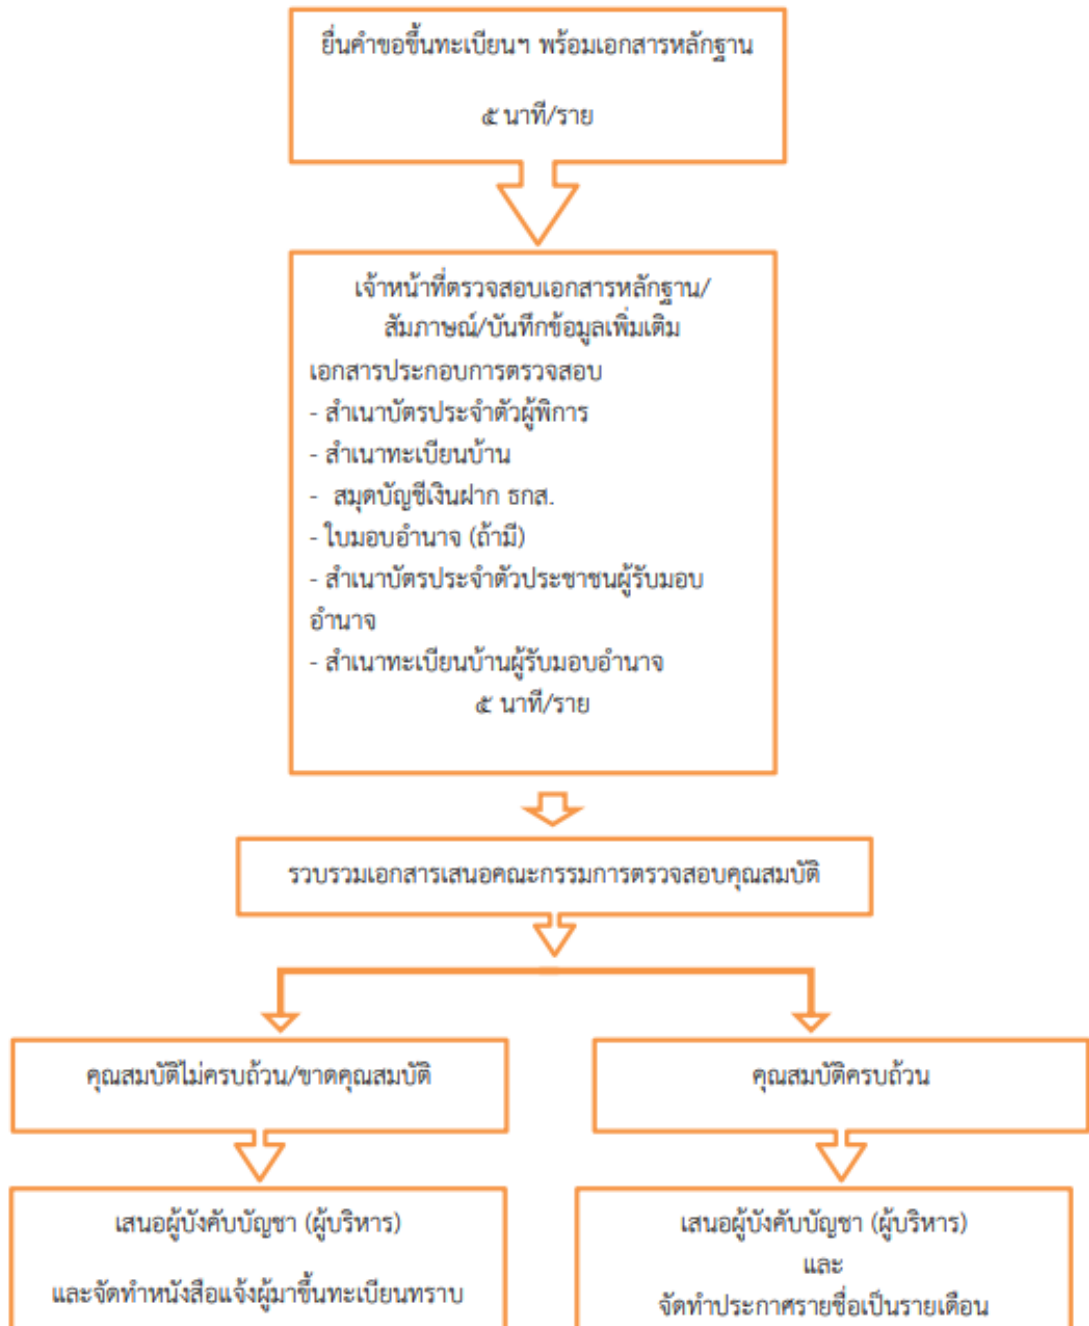 ยื่นคำขอขึ้นทะเบียนฯ พร้อมเอกสารหลักฐาน
๕ นาที/ราย
เจ้าหน้าที่ตรวจสอบเอกสารหลักฐาน/
สัมภาษณ์/บันทึกข้อมูลเพิ่มเติม
เอกสารประกอบการตรวจสอบ
- สำเนาบัตรประจำตัวผู้พิการ
- สำเนาทะเบียนบ้าน
- สมุดบัญชีเงินฝาก ธกส.
- ใบมอบอำนาจ (ถ้ามี)
- สำเนาบัตรประจำตัวประชาชนผู้รับมอบ
อำนาจ
- สำเนาทะเบียนบ้านผู้รับมอบอำนาจ
๕ นาที/ราย
รวบรวมเอกสารเสนอคณะกรรมการตรวจสอบคุณสมบัติ
คุณสมบัติไม่ครบถ้วน/ขาดคุณสมบัติ
คุณสมบัติครบถ้วน
เสนอผู้บังคับบัญชา (ผู้บริหาร)
และจัดทำหนังสือแจ้งผู้มาขึ้นทะเบียนทราบ
เสนอผู้บังคับบัญชา (ผู้บริหาร)
และ
จัดทำประกาศรายชื่อเป็นรายเดือน